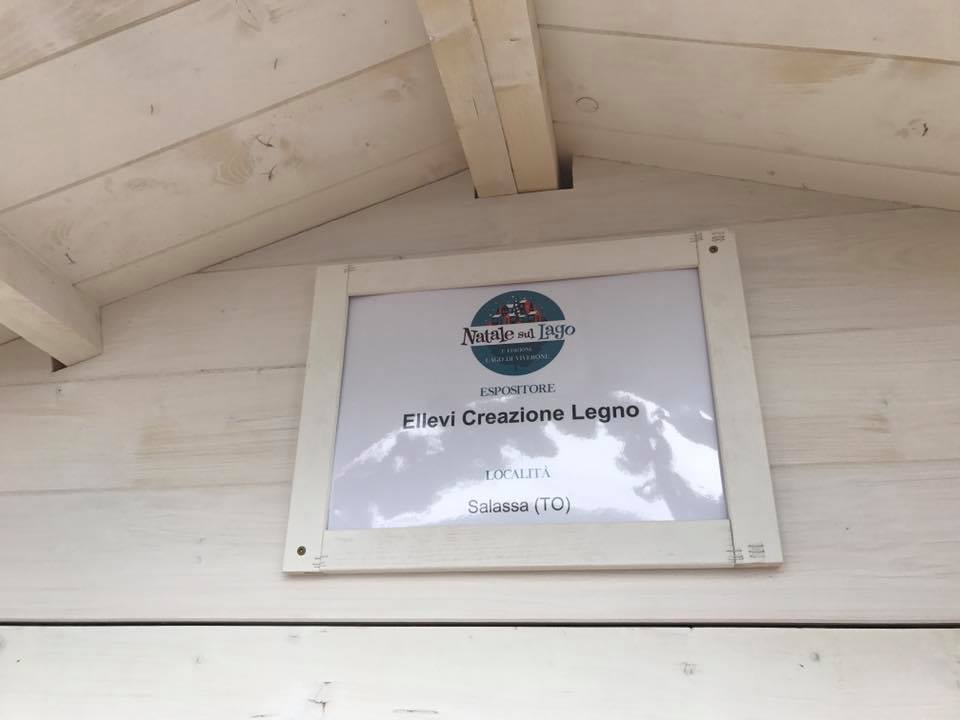 Natale sul Lago
LAGO DI VIVERONE
ESPOSITORE
Ellevi Creazione Legno
LOCALITÀ
Salassa (TO)